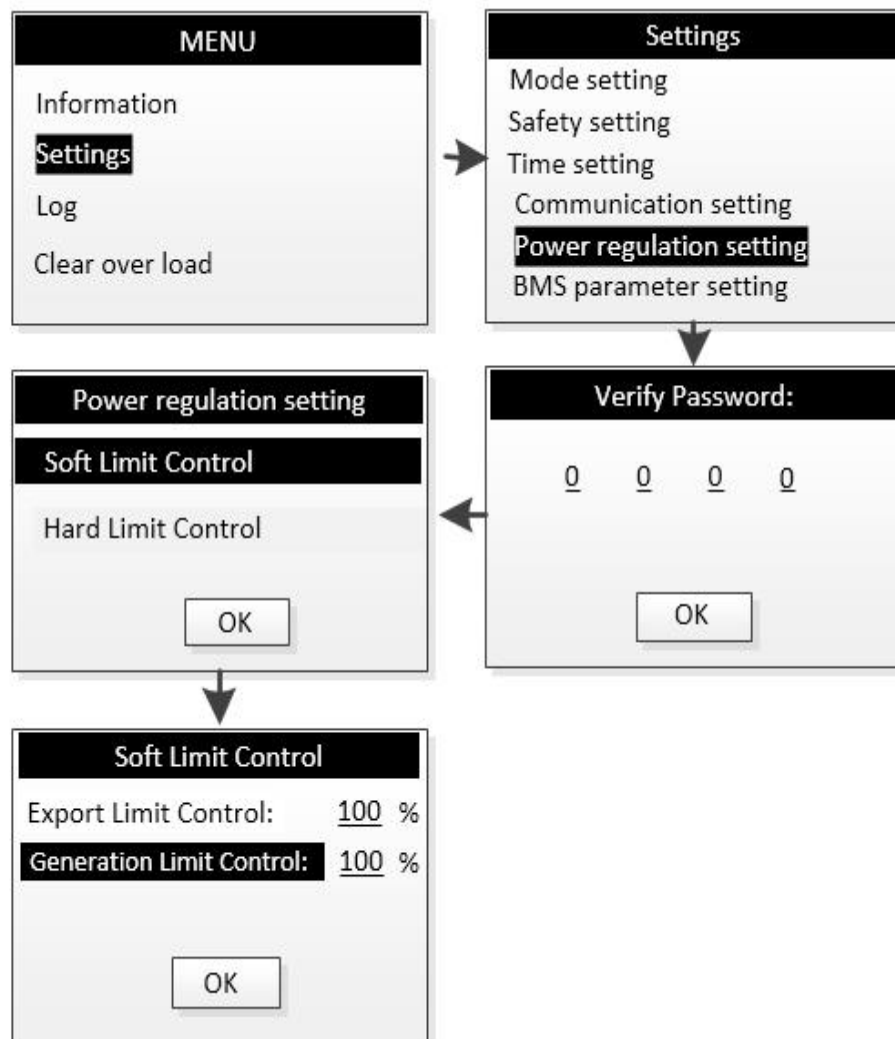 MENU
Information
Settings
Log
Clear over load
Settings
Mode setting
Safety setting
Time setting
Communication setting
Power regulation setting
BMS parameter setting
Verify Password:
0 0 0 0
OK
Power regulation setting
Soft Limit Control
Hard Limit Control
OK
Soft Limit Control
Export Limit Control: 100 %
Generation Limit Control: 100 %
OK